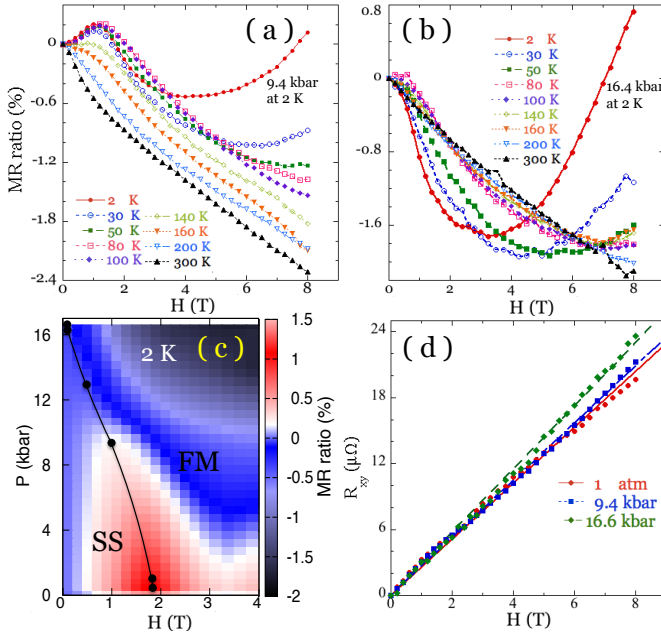 ( a )
MR ratio (%)
0
-0.6
-1.2
-1.8
-2.4
9.4 kbar
at 2 K
2 K
30 K
50 K
80 K
100 K
140 K
160 K
200 K
300 K
0 2 4 6 8
H (T)
( b )
0.8
0
-0.8
-1.6
2 K
30 K
50 K
80 K
100 K
140 K
160 K
200 K
300 K
16.4 kbar
at 2 K
0 2 4 6 8
H (T)
( c )
2 K
P (kbar)
16
12
8
4
0
SS
FM
0 1 2 3 4
H (T)
1.5
1
0.5
0
-0.5
-1
-1.5
-2
MR ratio (%)
( d )
Rxy (μΩ)
24
18
12
6
0
1 atm
9.4 kbar
16.6 kbar
0 2 4 6 8
H (T)